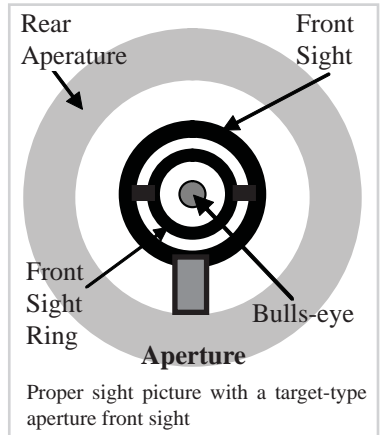 Rear
Aperature
Front
Sight
Front
Sight
Ring
Bulls-eye
Aperture
Proper sight picture with a target-type
aperture front sight